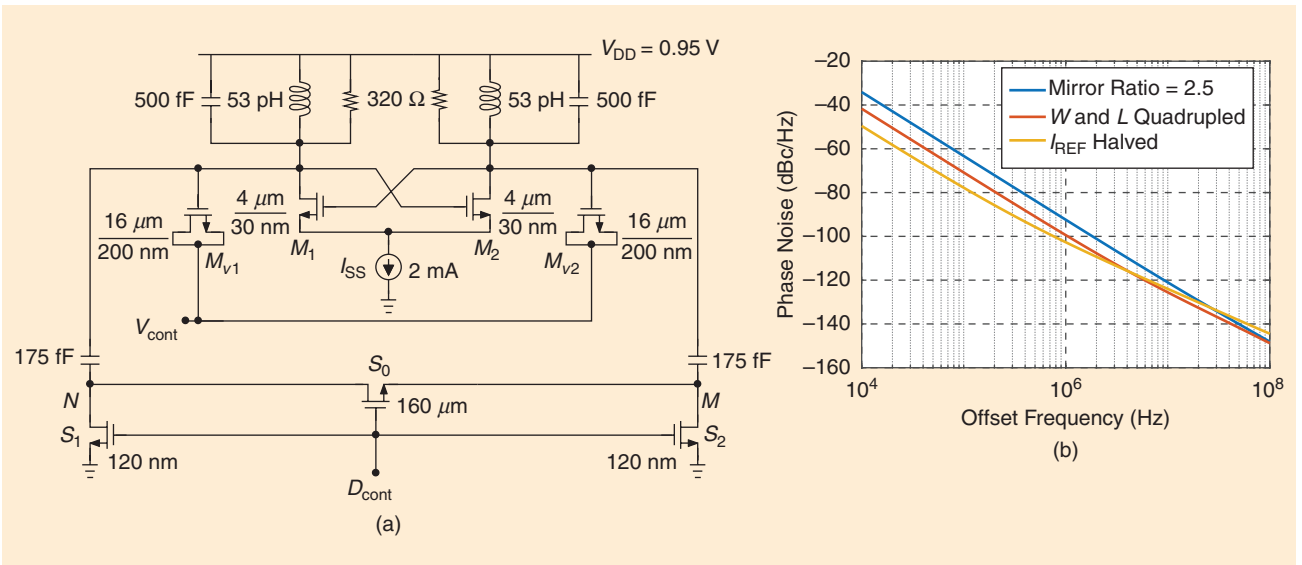 V_DD = 0.95 V
500 fF
53 pH
320 Ω
53 pH
500 fF
16 μm
200 nm
M_v1
4 μm
30 nm
M_1
I_SS
2 mA
4 μm
30 nm
M_2
M_v2
16 μm
200 nm
V_cont
175 fF
S_0
175 fF
N
160 μm
M
S_1
S_2
120 nm
120 nm
D_cont
(a)
Phase Noise (dBc/Hz)
–20
–40
–60
–80
–100
–120
–140
–160
Mirror Ratio = 2.5
W and L Quadrupled
I_REF Halved
10^4
10^6
10^8
Offset Frequency (Hz)
(b)